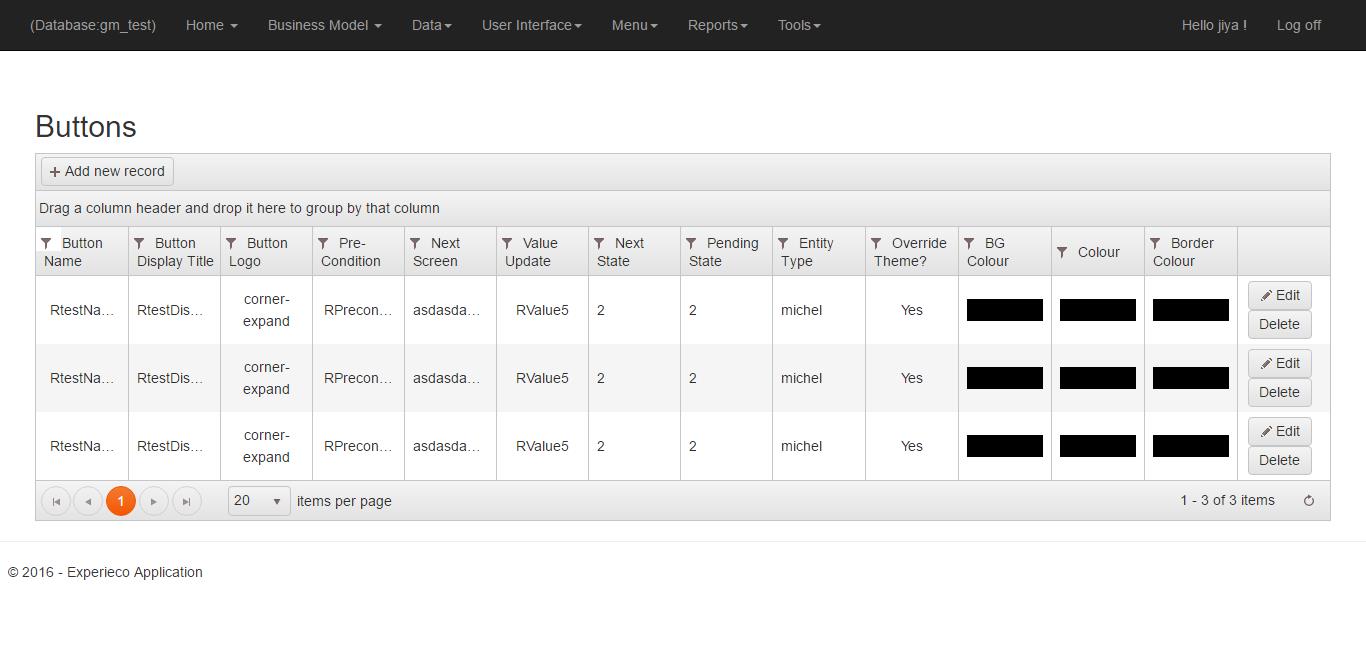 (Database:gm_test) Home Business Model Data User Interface Menu Reports Tools Hello jiya ! Log off
Buttons
+ Add new record
Drag a column header and drop it here to group by that column
Button Name Button Display Title Button Logo Pre-Condition Next Screen Value Update Next State Pending State Entity Type Override Theme? BG Colour Colour Border Colour
RtestNa... RtestDis... corner-expand RPrecon... asdasda... RValue5 2 2 michel Yes Edit Delete
RtestNa... RtestDis... corner-expand RPrecon... asdasda... RValue5 2 2 michel Yes Edit Delete
RtestNa... RtestDis... corner-expand RPrecon... asdasda... RValue5 2 2 michel Yes Edit Delete
1 20 items per page 1 - 3 of 3 items
© 2016 - Experieco Application